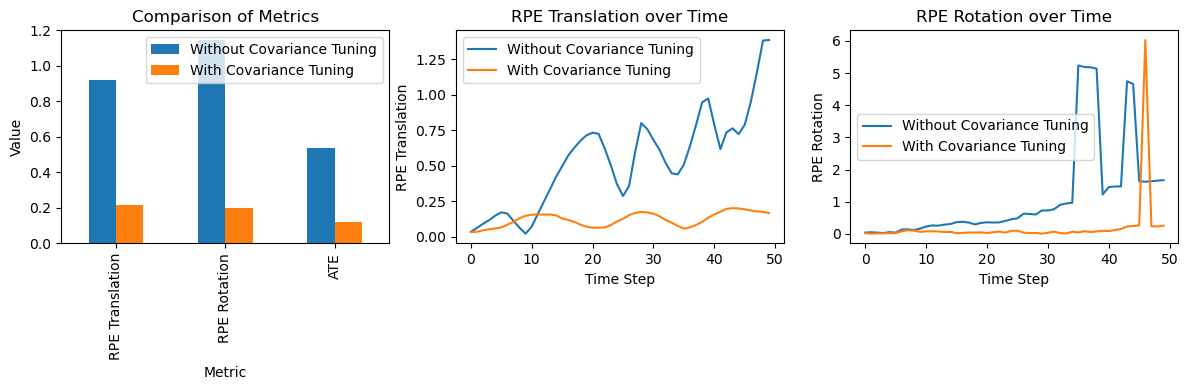 Comparison of Metrics
Value
1.2
1.0
0.8
0.6
0.4
0.2
0.0
Without Covariance Tuning
With Covariance Tuning
RPE Translation
RPE Rotation
ATE
Metric
RPE Translation over Time
RPE Translation
1.25
1.00
0.75
0.50
0.25
0.00
Without Covariance Tuning
With Covariance Tuning
0 10 20 30 40 50
Time Step
RPE Rotation over Time
RPE Rotation
6
5
4
3
2
1
0
Without Covariance Tuning
With Covariance Tuning
0 10 20 30 40 50
Time Step